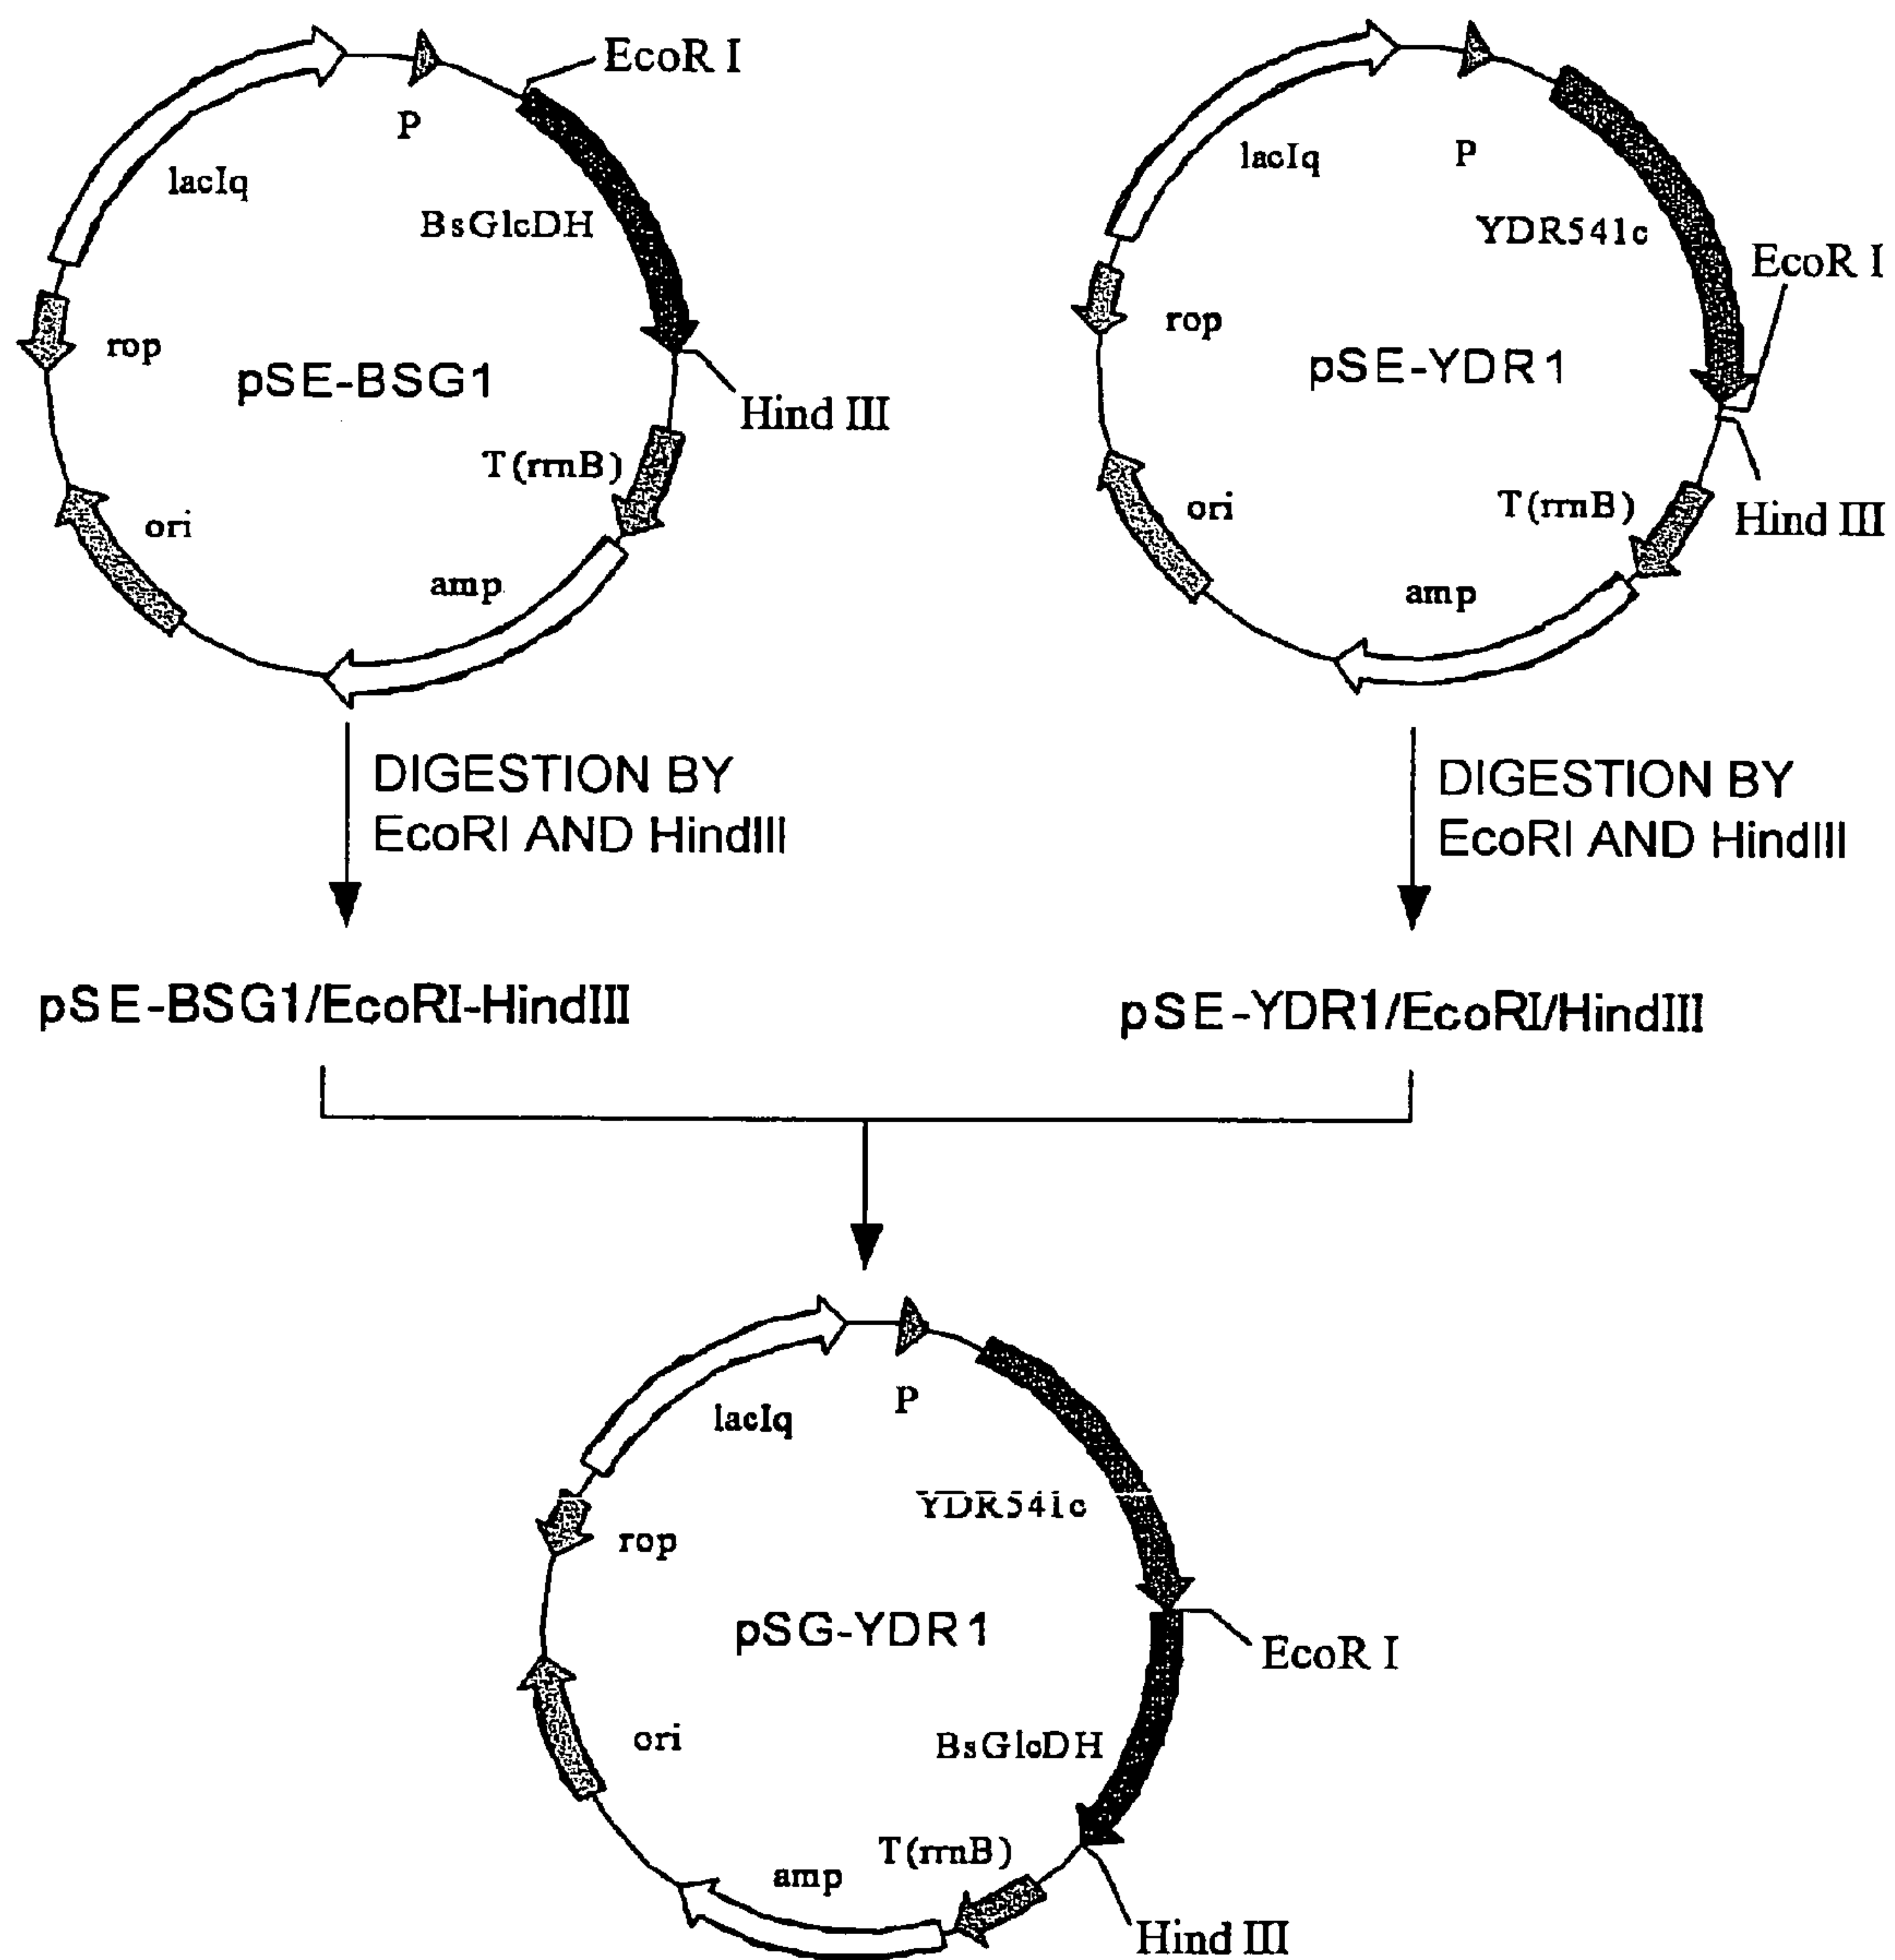 EcoR I
P
lacIq
BsGlcDH
rop
pSE-BSG1
Hind III
T(rrnB)
ori
amp
P
lacIq
YDR541c
EcoR I
rop
pSE-YDR1
T(rrnB)
Hind III
ori
amp
DIGESTION BY
EcoRI AND HindIII
DIGESTION BY
EcoRI AND HindIII
pSE-BSG1/EcoRI-HindIII
pSE-YDR1/EcoRI/HindIII
P
lacIq
YDR541c
rop
pSG-YDR1
EcoR I
ori
BsGlcDH
T(rrnB)
amp
Hind III